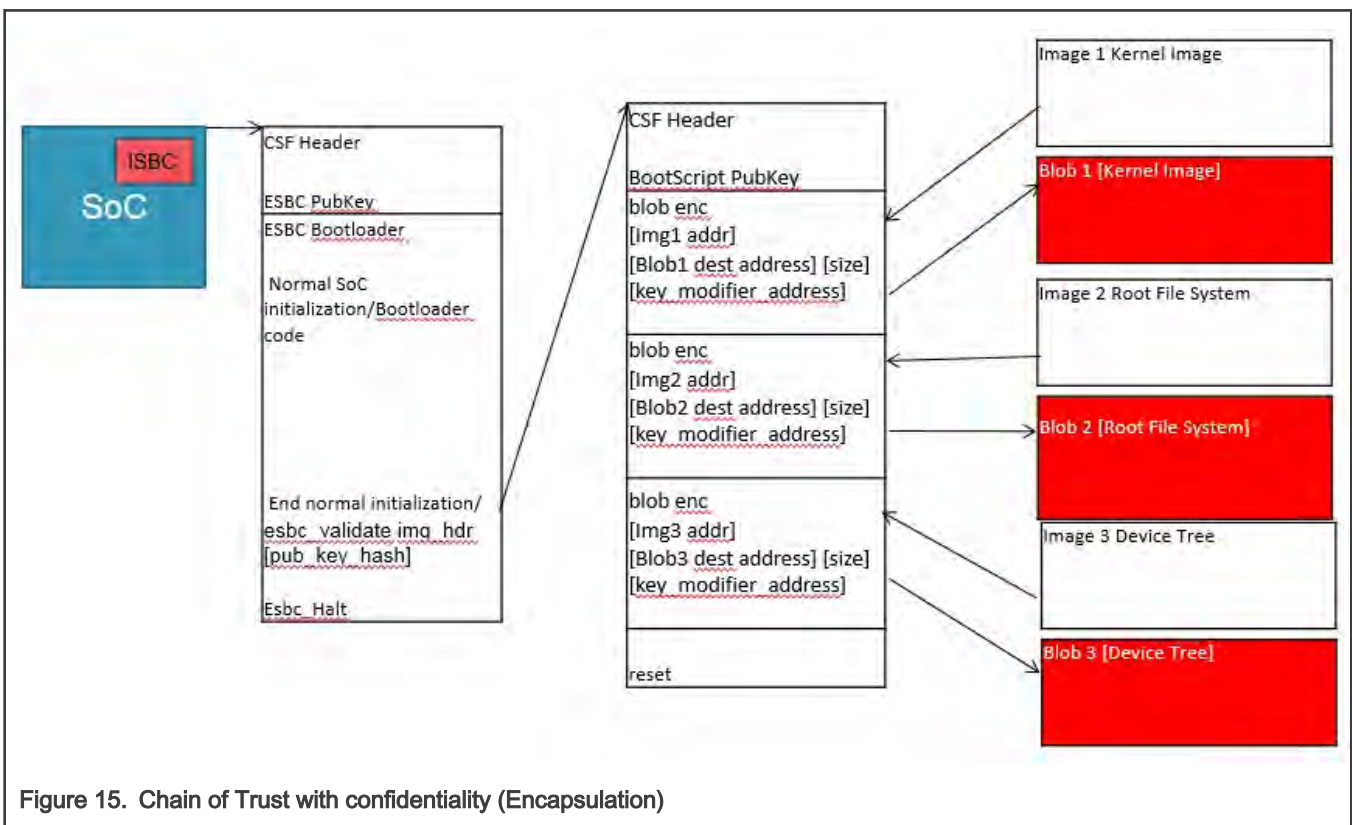 ISBC
SoC
CSF Header
ESBC PubKey
ESBC Bootloader
Normal SoC
initialization/Bootloader
code
End normal initialization/
esbc_validate img_hdr
[pub_key_hash]
Esbc_Halt
CSF Header
BootScript PubKey
blob enc
[img1 addr]
[Blob1 dest address] [size]
[key_modifier_address]
blob enc
[Img2 addr]
[Blob2 dest address] [size]
[key_modifier_address]
blob enc
[Img3 addr]
[Blob3 dest address] [size]
[key_modifier_address]
reset
Image 1 Kernel Image
Blob 1 [Kernel Image]
Image 2 Root File System
Blob 2 [Root File System]
Image 3 Device Tree
Blob 3 [Device Tree]
Figure 15. Chain of Trust with confidentiality (Encapsulation)